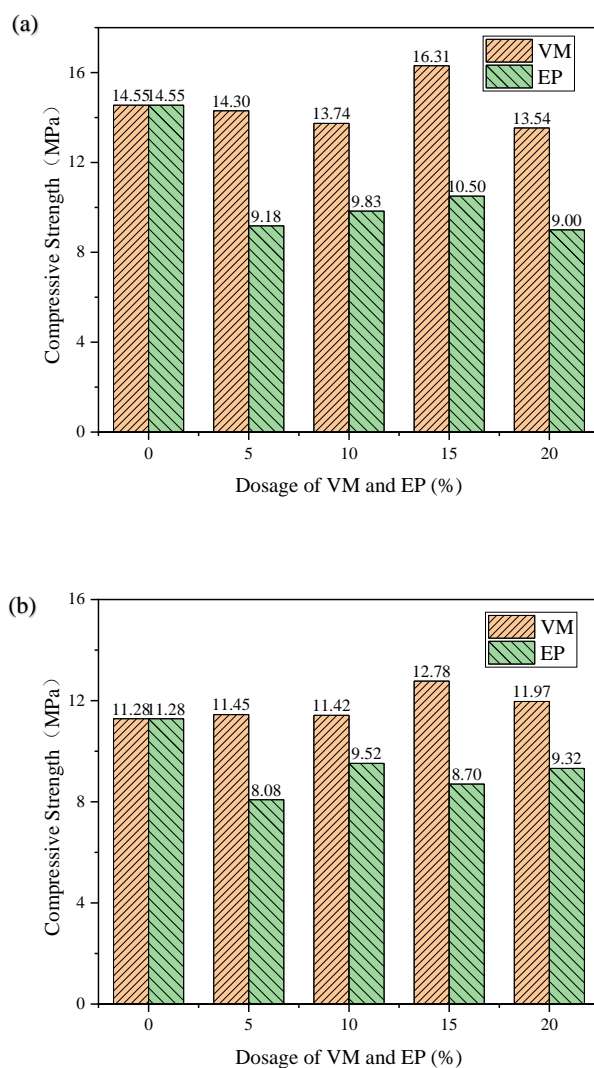 (a)
VM
EP
16
12
8
4
0
Compressive Strength（MPa）
14.55 14.55
14.30
9.18
13.74
9.83
16.31
10.50
13.54
9.00
0 5 10 15 20
Dosage of VM and EP (%)
(b)
VM
EP
16
12
8
4
0
Compressive Strength（MPa）
11.28 11.28
11.45
8.08
11.42
9.52
12.78
8.70
11.97
9.32
0 5 10 15 20
Dosage of VM and EP (%)